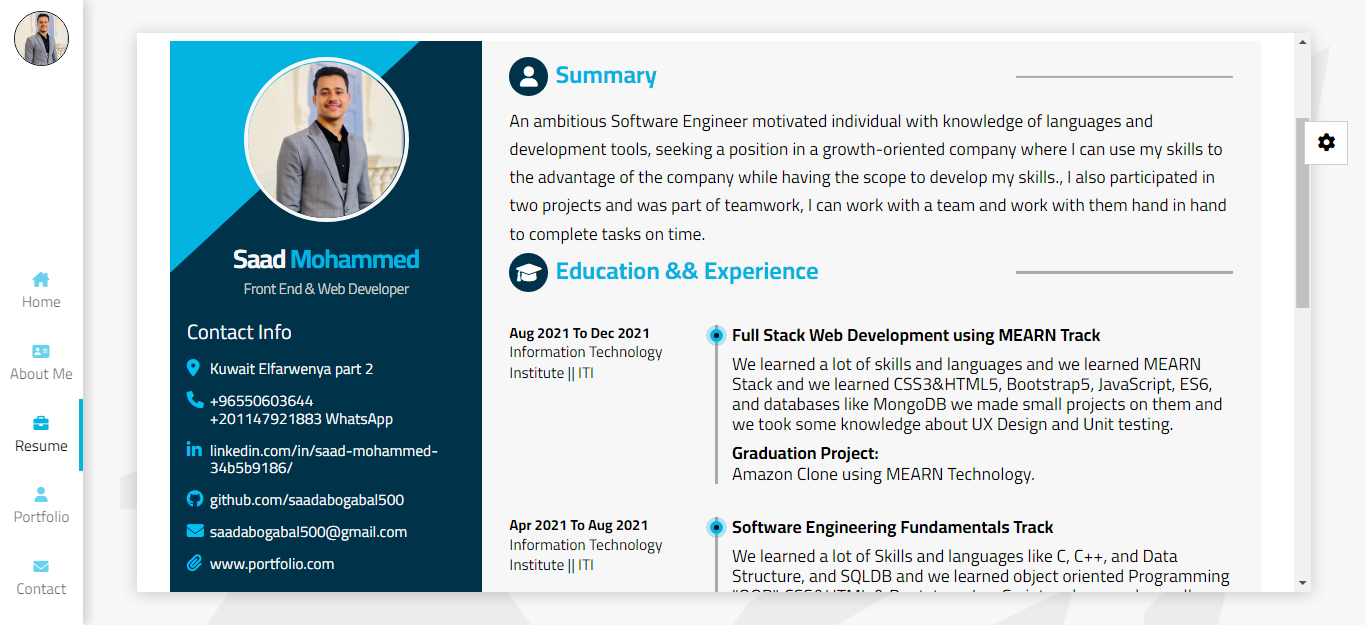 Home
About Me
Resume
Portfolio
Contact
Saad Mohammed
Front End & Web Developer
Contact Info
Kuwait Elfarwenya part 2
+96550603644
+201147921883 WhatsApp
linkedin.com/in/saad-mohammed-
34b5b9186/
github.com/saadabogabal500
saadabogabal500@gmail.com
www.portfolio.com
Summary
An ambitious Software Engineer motivated individual with knowledge of languages and
development tools, seeking a position in a growth-oriented company where I can use my skills to
the advantage of the company while having the scope to develop my skills., I also participated in
two projects and was part of teamwork, I can work with a team and work with them hand in hand
to complete tasks on time.
Education && Experience
Aug 2021 To Dec 2021
Information Technology
Institute || ITI
Full Stack Web Development using MEARN Track
We learned a lot of skills and languages and we learned MEARN
Stack and we learned CSS3&HTML5, Bootstrap5, JavaScript, ES6,
and databases like MongoDB we made small projects on them and
we took some knowledge about UX Design and Unit testing.
Graduation Project:
Amazon Clone using MEARN Technology.
Apr 2021 To Aug 2021
Information Technology
Institute || ITI
Software Engineering Fundamentals Track
We learned a lot of Skills and languages like C, C++, and Data
Structure, and SQLDB and we learned object oriented Programming